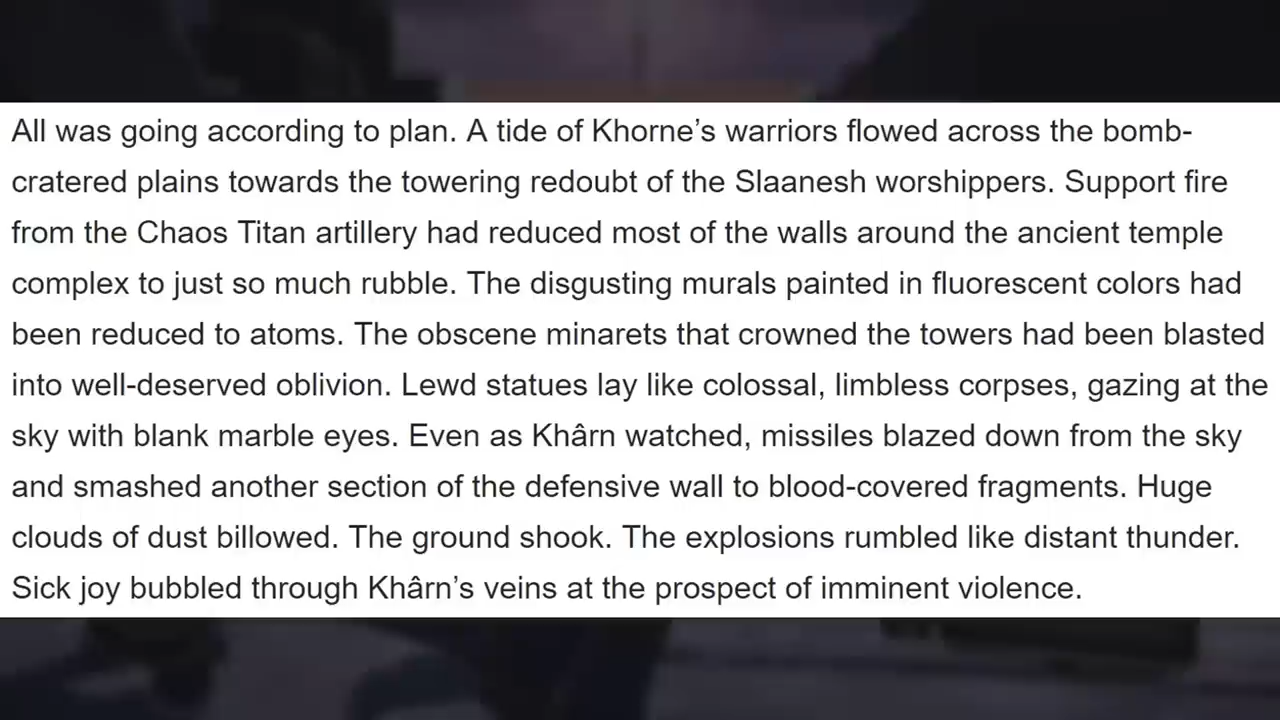 All was going according to plan. A tide of Khorne’s warriors flowed across the bomb-
cratered plains towards the towering redoubt of the Slaanesh worshippers. Support fire
from the Chaos Titan artillery had reduced most of the walls around the ancient temple
complex to just so much rubble. The disgusting murals painted in fluorescent colors had
been reduced to atoms. The obscene minarets that crowned the towers had been blasted
into well-deserved oblivion. Lewd statues lay like colossal, limbless corpses, gazing at the
sky with blank marble eyes. Even as Khârn watched, missiles blazed down from the sky
and smashed another section of the defensive wall to blood-covered fragments. Huge
clouds of dust billowed. The ground shook. The explosions rumbled like distant thunder.
Sick joy bubbled through Khârn’s veins at the prospect of imminent violence.